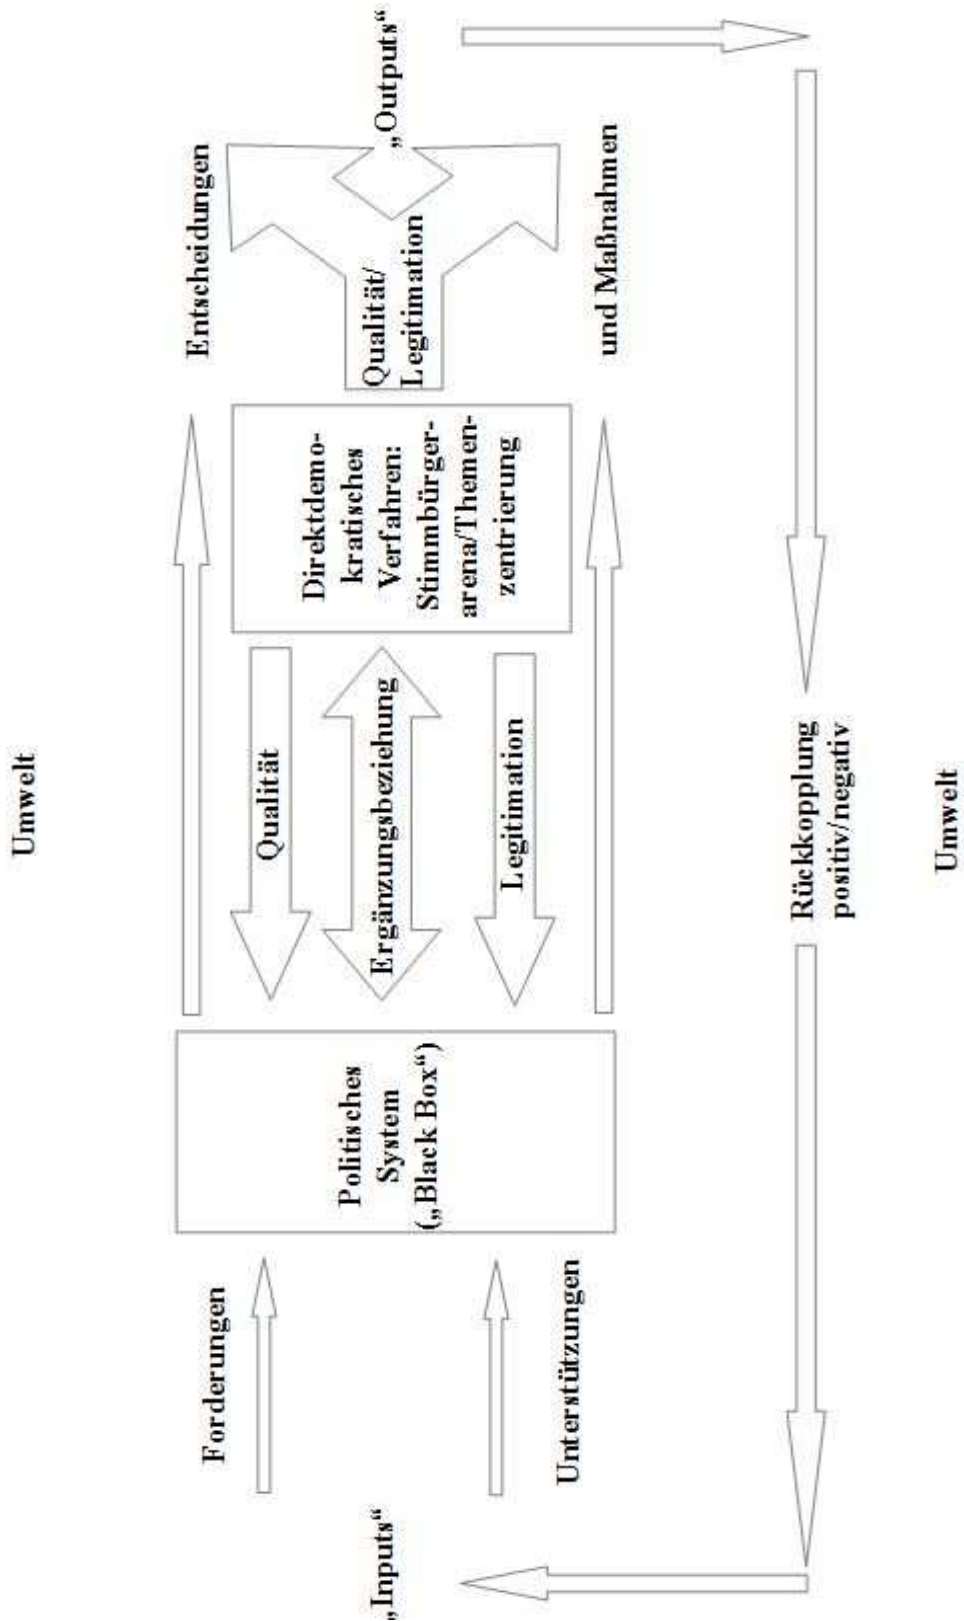 Umwelt
„Inputs“
Forderungen
Unterstützungen
Politisches
System
(„Black Box“)
Qualität
Ergänzungsbeziehung
Legitimation
Direktdemo-
kratisches
Verfahren:
Stimmbürger-
arena/Themen-
zentrierung
Qualität/
Legitimation
Entscheidungen
und Maßnahmen
„Outputs“
Rückkopplung
positiv/negativ
Umwelt